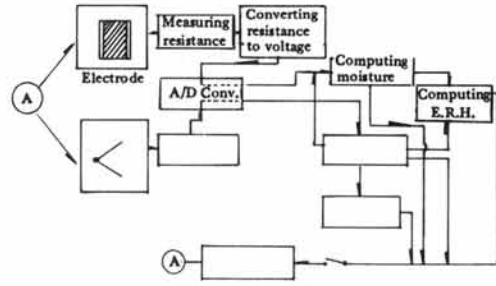 A
Electrode
Measuring
resistance
Converting
resistance
to voltage
A/D Conv.
Computing
moisture
Computing
E.R.H.
A